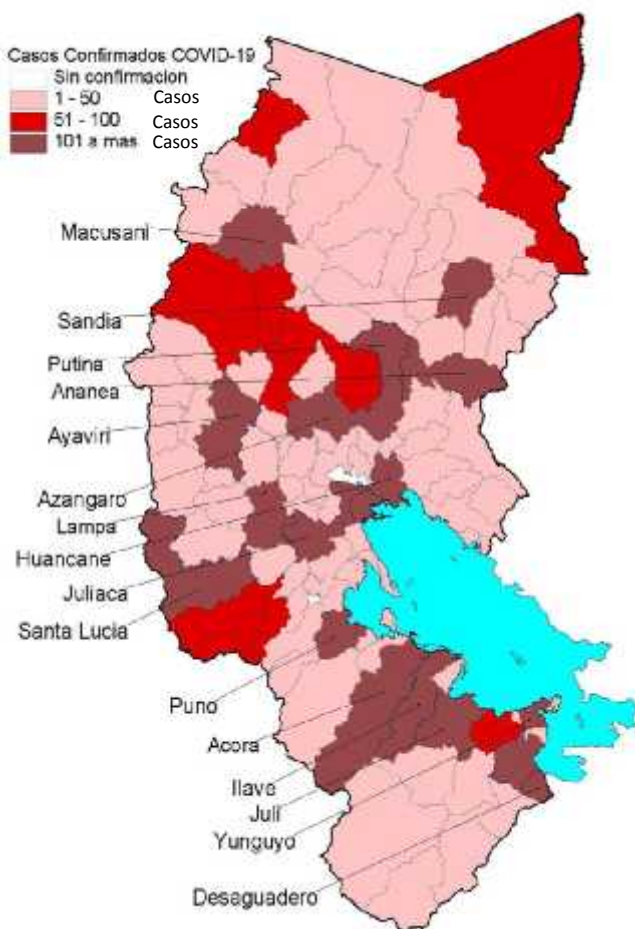 Casos Confirmados COVID-19
Sin confirmacion
1 - 50 Casos
51 - 100 Casos
101 a mas Casos
Macusani
Sandia
Putina
Ananea
Ayaviri
Azangaro
Lampa
Huancane
Juliaca
Santa Lucia
Puno
Acora
Ilave
Juli
Yunguyo
Desaguadero